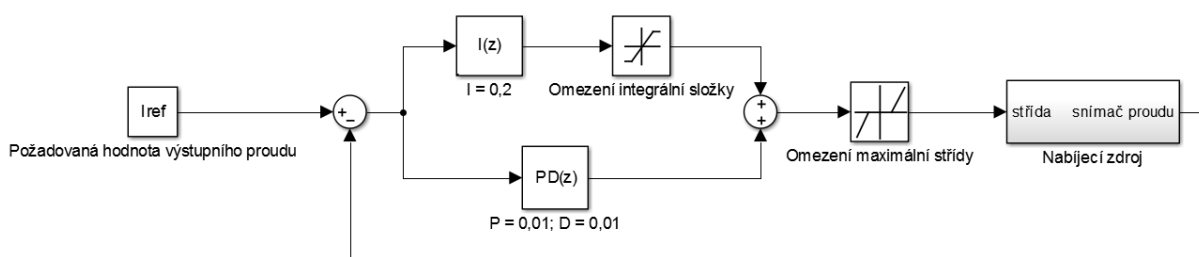 I(z)
I = 0,2
Omezení integrální složky
Iref
Požadovaná hodnota výstupního proudu
+
−
+
+
Omezení maximální střídy
střída snímač proudu
Nabíjecí zdroj
PD(z)
P = 0,01; D = 0,01